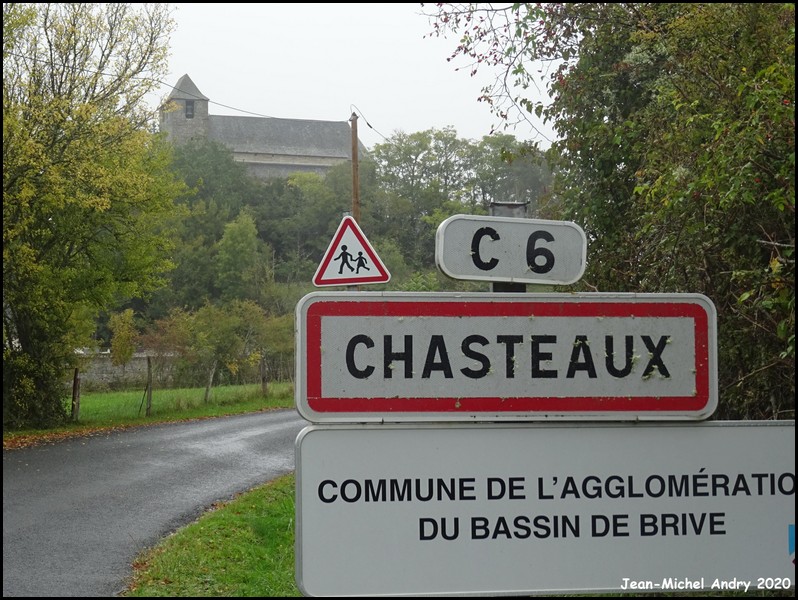 C 6
CHASTEAUX
COMMUNE DE L'AGGLOMÉRATIO
DU BASSIN DE BRIVE
Jean-Michel Andry 2020